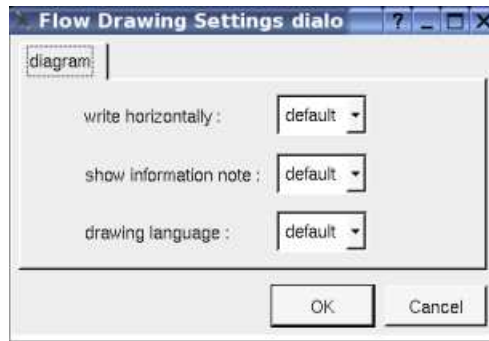 Flow Drawing Settings dialo ?
diagram
write horizontally : default
show information note : default
drawing language : default
OK Cancel